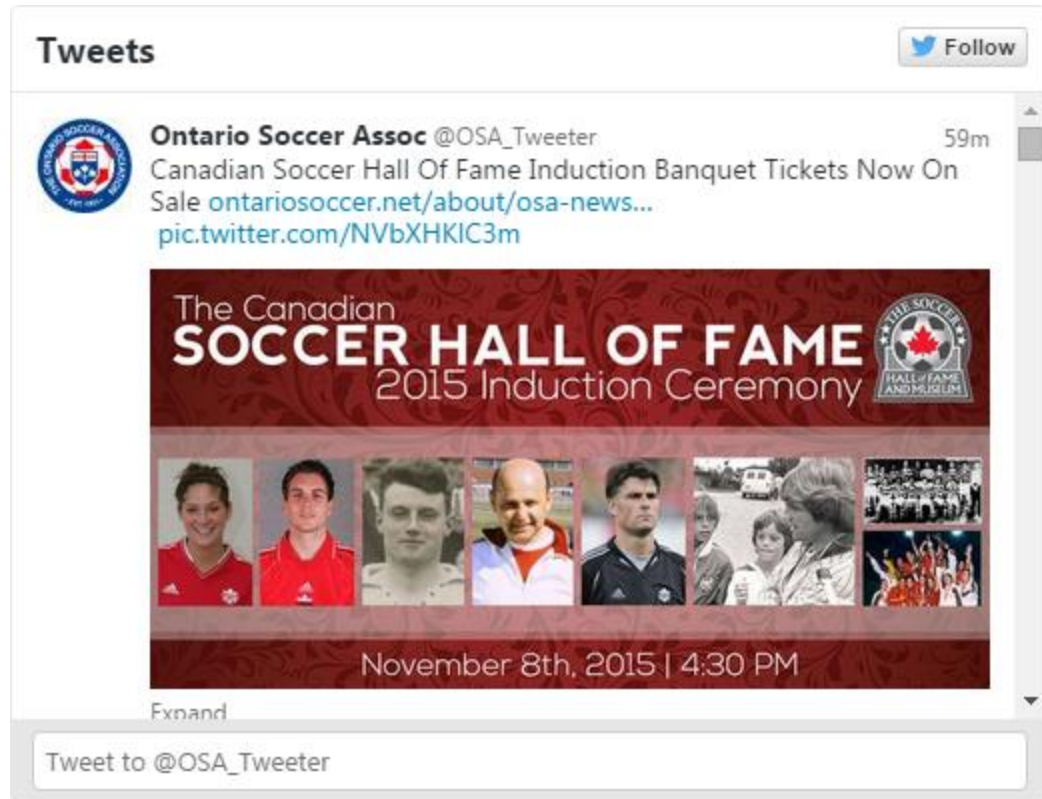 Tweets
Follow
Ontario Soccer Assoc @OSA_Tweeter 59m
Canadian Soccer Hall Of Fame Induction Banquet Tickets Now On
Sale ontariosoccer.net/about/osa-news...
pic.twitter.com/NVbXHKlC3m
The Canadian
SOCCER HALL OF FAME
2015 Induction Ceremony
THE SOCCER
HALL of FAME
AND MUSEUM
November 8th, 2015 | 4:30 PM
Expand
Tweet to @OSA_Tweeter